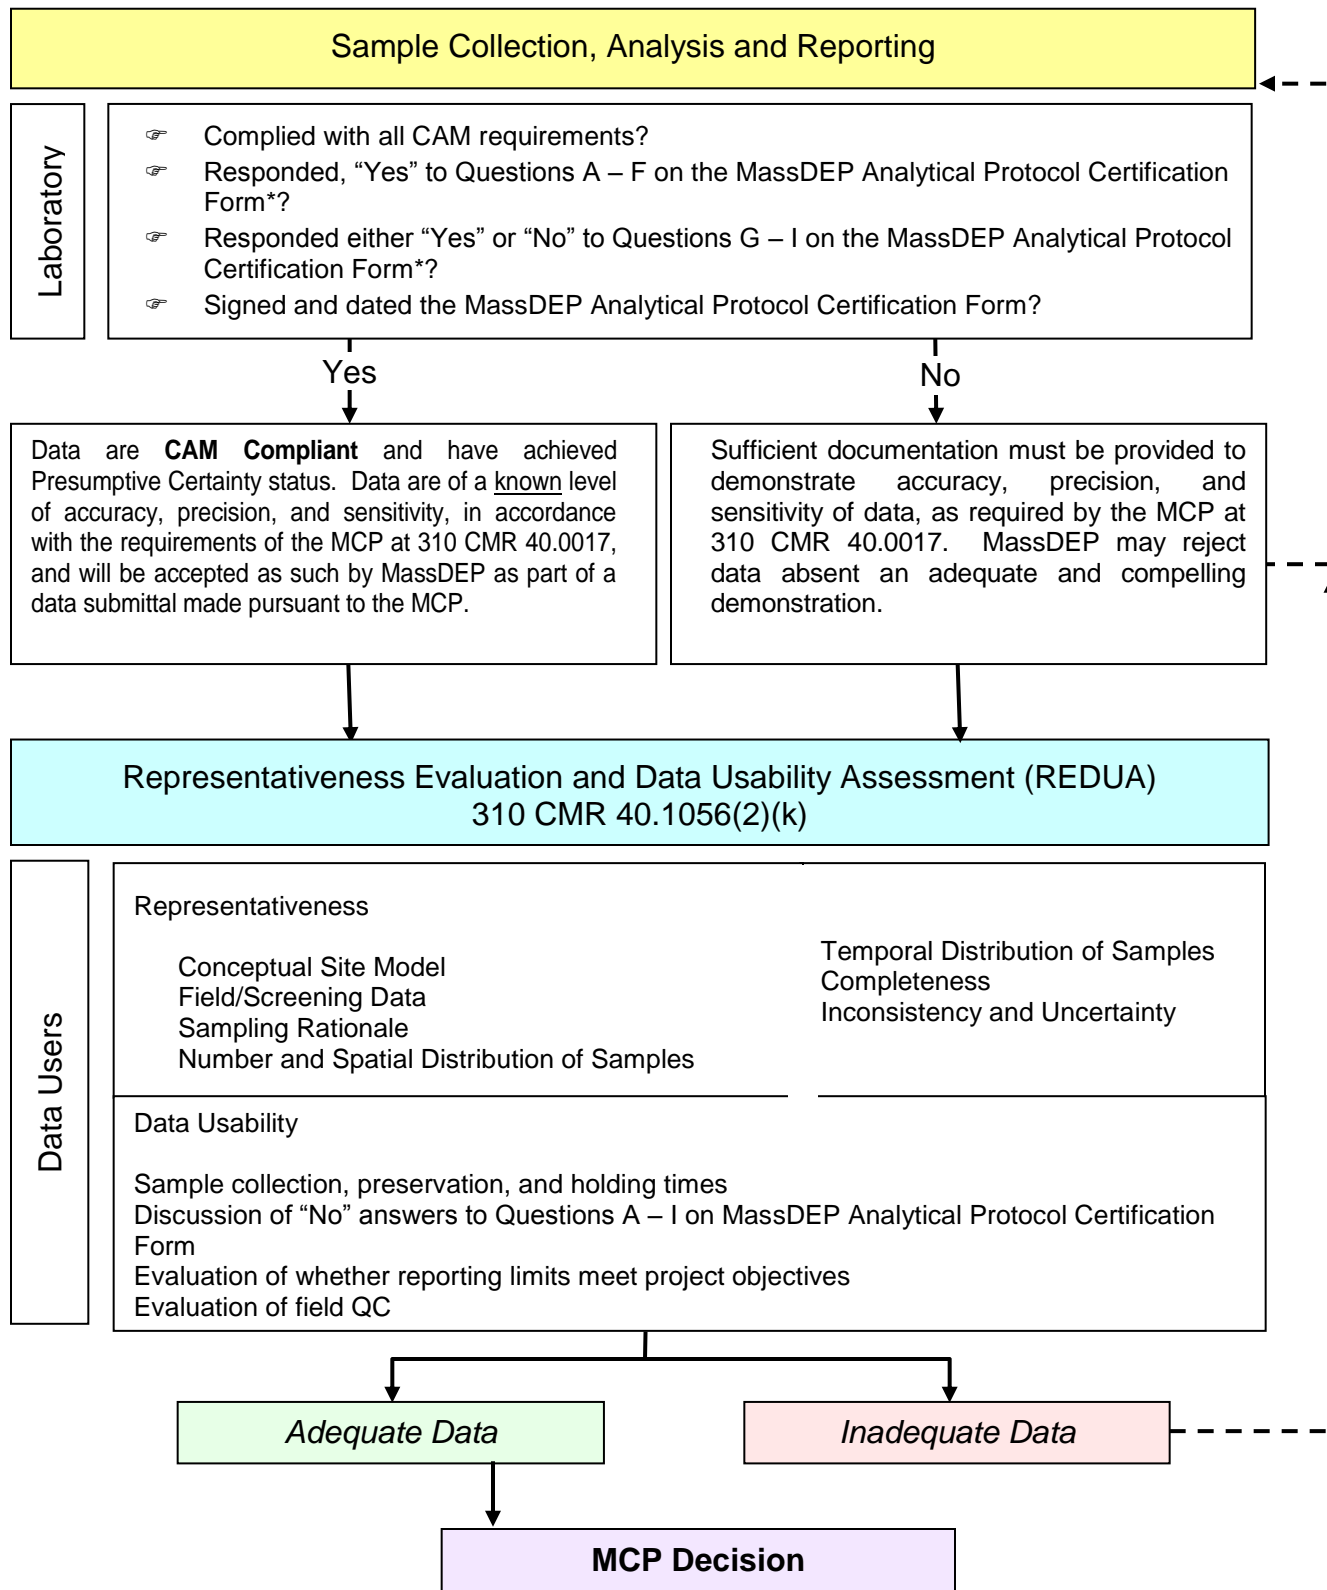 Sample Collection, Analysis and Reporting
Laboratory
☞ Complied with all CAM requirements?
☞ Responded, “Yes” to Questions A – F on the MassDEP Analytical Protocol Certification
Form*?
☞ Responded either “Yes” or “No” to Questions G – I on the MassDEP Analytical Protocol
Certification Form*?
☞ Signed and dated the MassDEP Analytical Protocol Certification Form?
Yes
No
Data are CAM Compliant and have achieved
Presumptive Certainty status. Data are of a known level
of accuracy, precision, and sensitivity, in accordance
with the requirements of the MCP at 310 CMR 40.0017,
and will be accepted as such by MassDEP as part of a
data submittal made pursuant to the MCP.
Sufficient documentation must be provided to
demonstrate accuracy, precision, and
sensitivity of data, as required by the MCP at
310 CMR 40.0017. MassDEP may reject
data absent an adequate and compelling
demonstration.
Representativeness Evaluation and Data Usability Assessment (REDUA)
310 CMR 40.1056(2)(k)
Data Users
Representativeness
Conceptual Site Model
Field/Screening Data
Sampling Rationale
Number and Spatial Distribution of Samples
Temporal Distribution of Samples
Completeness
Inconsistency and Uncertainty
Data Usability
Sample collection, preservation, and holding times
Discussion of “No” answers to Questions A – I on MassDEP Analytical Protocol Certification
Form
Evaluation of whether reporting limits meet project objectives
Evaluation of field QC
Adequate Data
Inadequate Data
MCP Decision